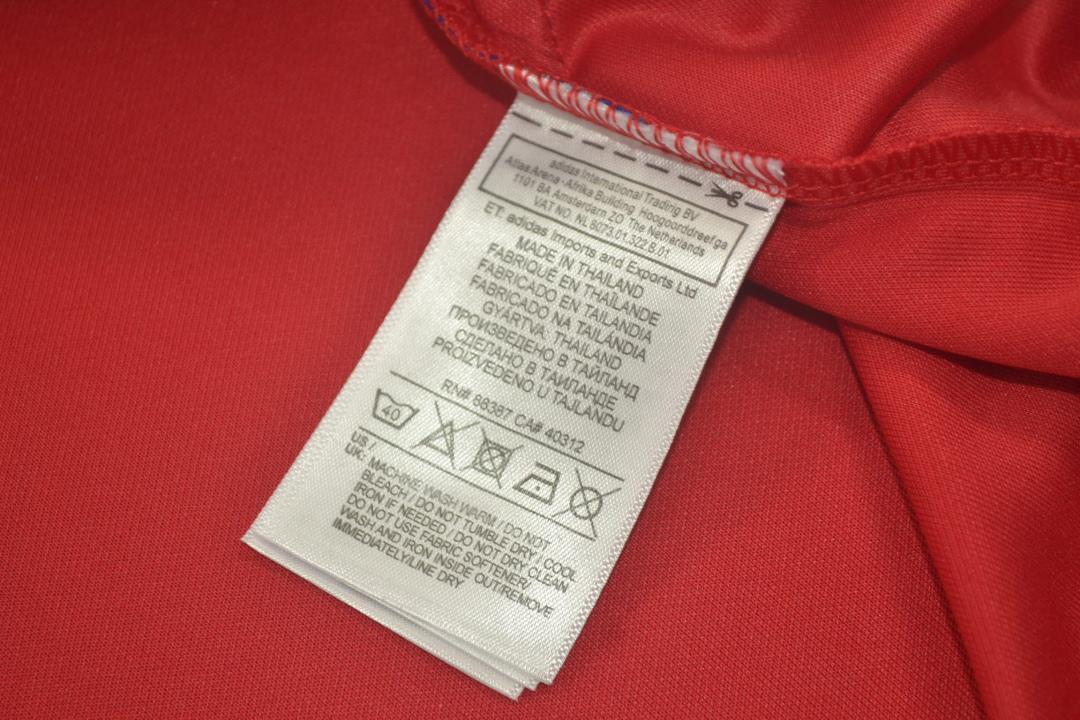 adidas International Trading BV
Atlas Arena - Afrika Building Hoogoorddreef 9a
1101 BA Amsterdam ZO The Netherlands
VAT NO. NL 8073.01.322.B.01
ET: adidas Imports and Exports Ltd
MADE IN THAILAND
FABRIQUÉ EN THAÏLANDE
FABRICADO EN TAILANDIA
FABRICADO NA TAILÂNDIA
GYÁRTVA: THAILAND
ПРОИЗВЕДЕНО В ТАЙЛАНД
СДЕЛАНО В ТАИЛАНДЕ
PROIZVEDENO U TAJLANDU
RN# 88387 CA# 40312
40
US /
UK: MACHINE WASH WARM / DO NOT
BLEACH / DO NOT TUMBLE DRY / COOL
IRON IF NEEDED / DO NOT DRY CLEAN
DO NOT USE FABRIC SOFTENER/
WASH AND IRON INSIDE OUT/REMOVE
IMMEDIATELY/LINE DRY